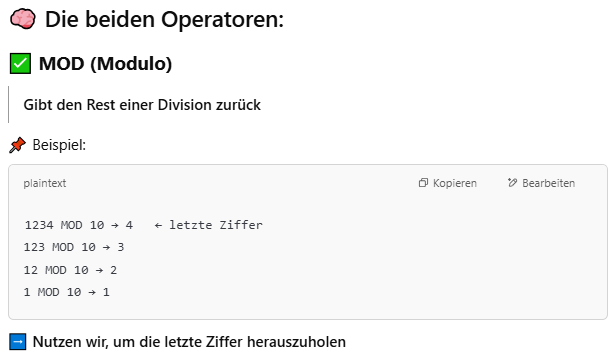 🧠 Die beiden Operatoren:
✅ MOD (Modulo)
Gibt den Rest einer Division zurück
📌 Beispiel:
plaintext Kopieren Bearbeiten
1234 MOD 10 → 4 ← letzte Ziffer
123 MOD 10 → 3
12 MOD 10 → 2
1 MOD 10 → 1
➡️ Nutzen wir, um die letzte Ziffer herauszuholen